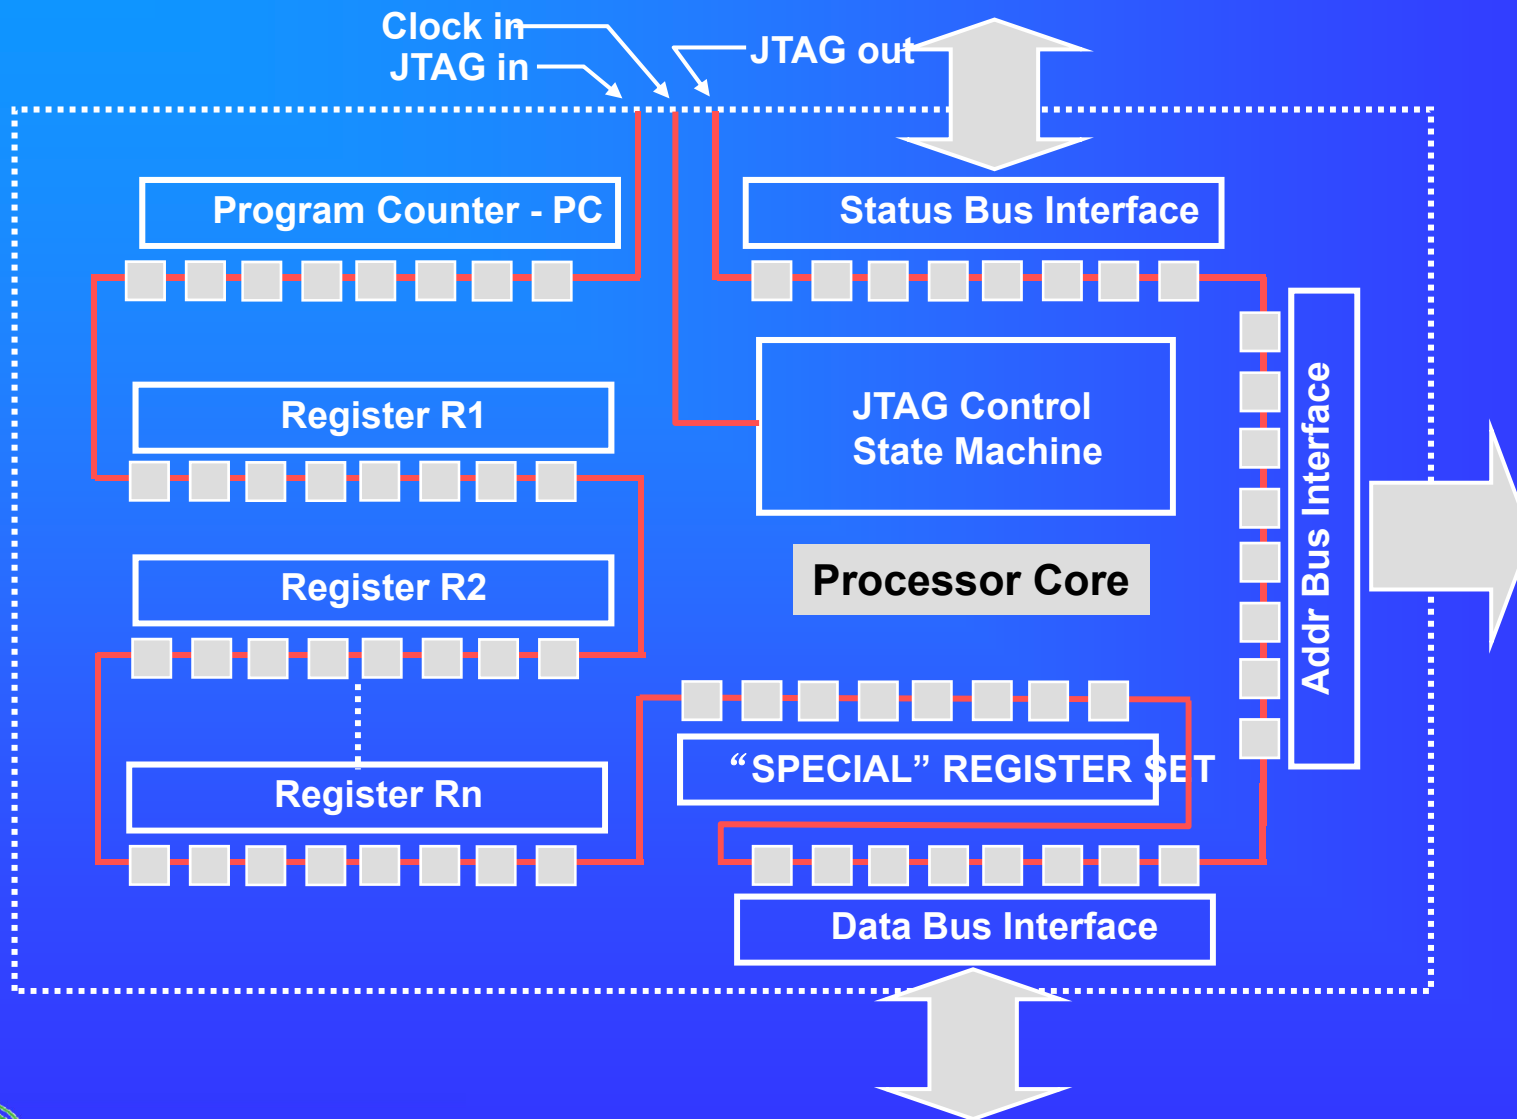 Clock in
JTAG in
JTAG out
Program Counter - PC
Status Bus Interface
Register R1
JTAG Control
State Machine
Addr Bus Interface
Register R2
Processor Core
“SPECIAL” REGISTER SET
Register Rn
Data Bus Interface